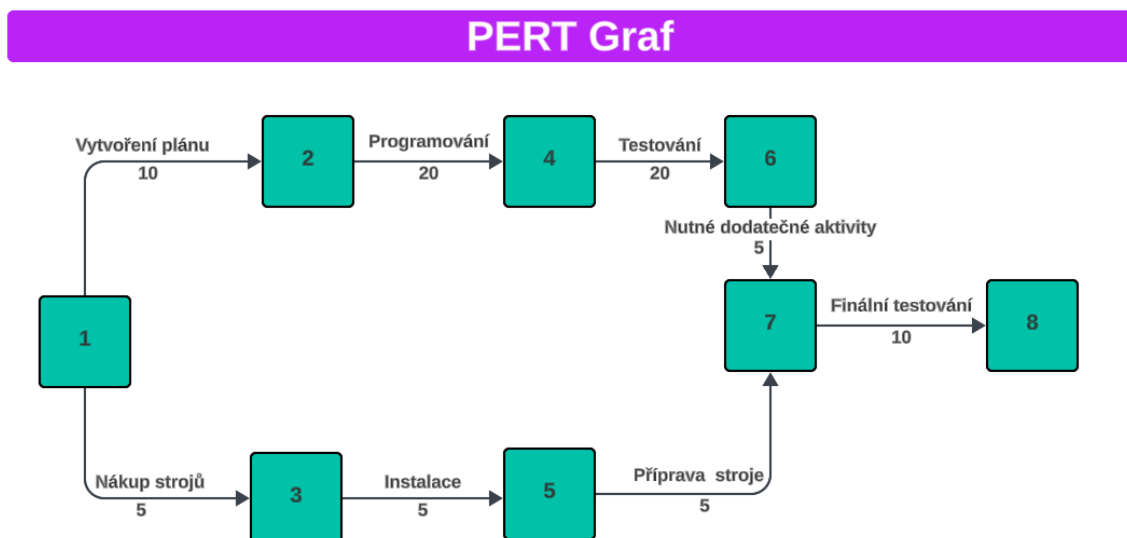 PERT Graf
Vytvoření plánu
10
2
Programování
20
4
Testování
20
6
Nutné dodatečné aktivity
5
1
7
Finální testování
10
8
Nákup strojů
5
3
Instalace
5
5
Příprava stroje
5